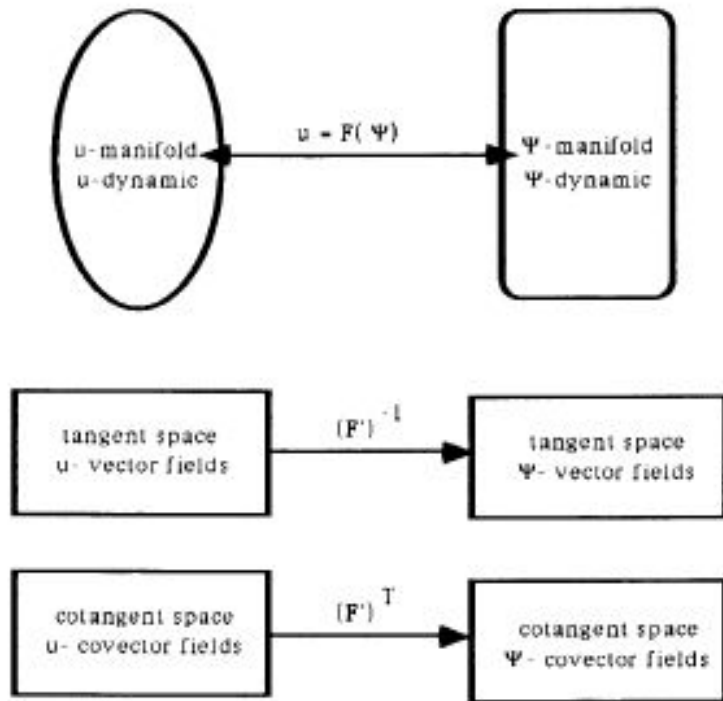 u = F( Ψ)
u- manifold
u-dynamic
Ψ-manifold
Ψ-dynamic
tangent space
u- vector fields
(F')⁻¹
tangent space
Ψ- vector fields
cotangent space
u- covector fields
(F')ᵀ
cotangent space
Ψ- covector fields